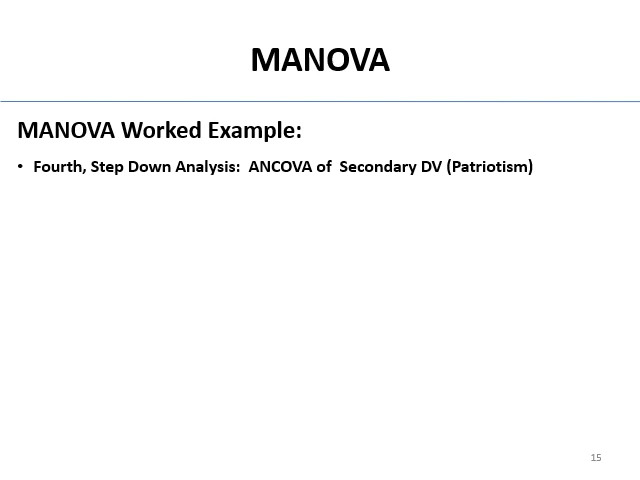 MANOVA
MANOVA Worked Example:
• Fourth, Step Down Analysis:  ANCOVA of  Secondary DV (Patriotism)
15